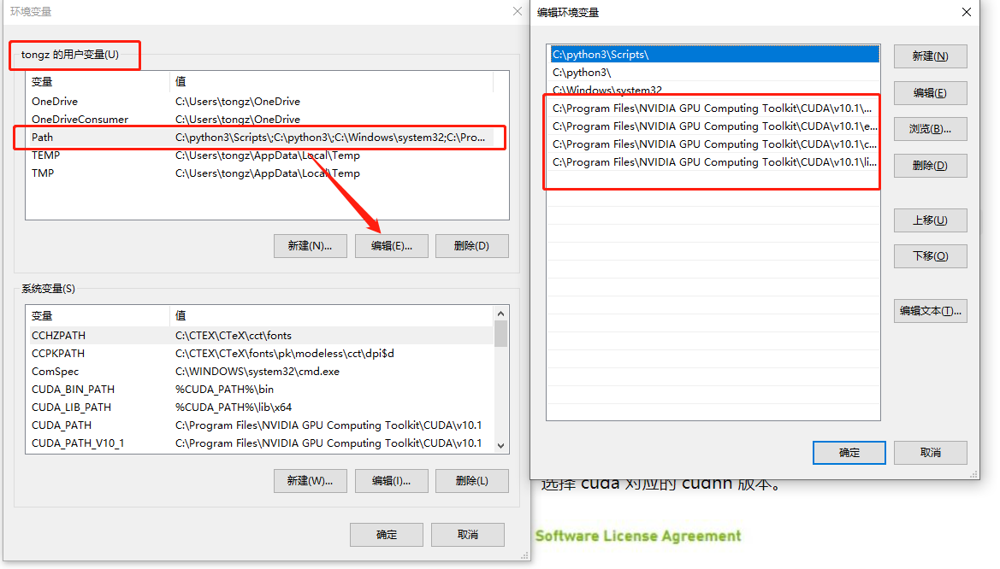 环境变量
tongz 的用户变量(U)
变量 值
OneDrive C:\Users\tongz\OneDrive
OneDriveConsumer C:\Users\tongz\OneDrive
Path C:\python3\Scripts\;C:\python3\;C:\Windows\system32;C:\Pro...
TEMP C:\Users\tongz\AppData\Local\Temp
TMP C:\Users\tongz\AppData\Local\Temp
新建(N)... 编辑(E)... 删除(D)
系统变量(S)
变量 值
CCHZPATH C:\CTEX\CTeX\cct\fonts
CCPKPATH C:\CTEX\CTeX\fonts\pk\modeless\cct\dpi$d
ComSpec C:\WINDOWS\system32\cmd.exe
CUDA_BIN_PATH %CUDA_PATH%\bin
CUDA_LIB_PATH %CUDA_PATH%\lib\x64
CUDA_PATH C:\Program Files\NVIDIA GPU Computing Toolkit\CUDA\v10.1
CUDA_PATH_V10_1 C:\Program Files\NVIDIA GPU Computing Toolkit\CUDA\v10.1
新建(W)... 编辑(I)... 删除(L)
确定 取消
编辑环境变量
C:\python3\Scripts\
C:\python3\
C:\Windows\system32
C:\Program Files\NVIDIA GPU Computing Toolkit\CUDA\v10.1\...
C:\Program Files\NVIDIA GPU Computing Toolkit\CUDA\v10.1\e...
C:\Program Files\NVIDIA GPU Computing Toolkit\CUDA\v10.1\c...
C:\Program Files\NVIDIA GPU Computing Toolkit\CUDA\v10.1\li...
新建(N)
编辑(E)
浏览(B)...
删除(D)
上移(U)
下移(O)
编辑文本(T)...
确定 取消
选择 cuda 对应的 cudnn 版本。
Software License Agreement